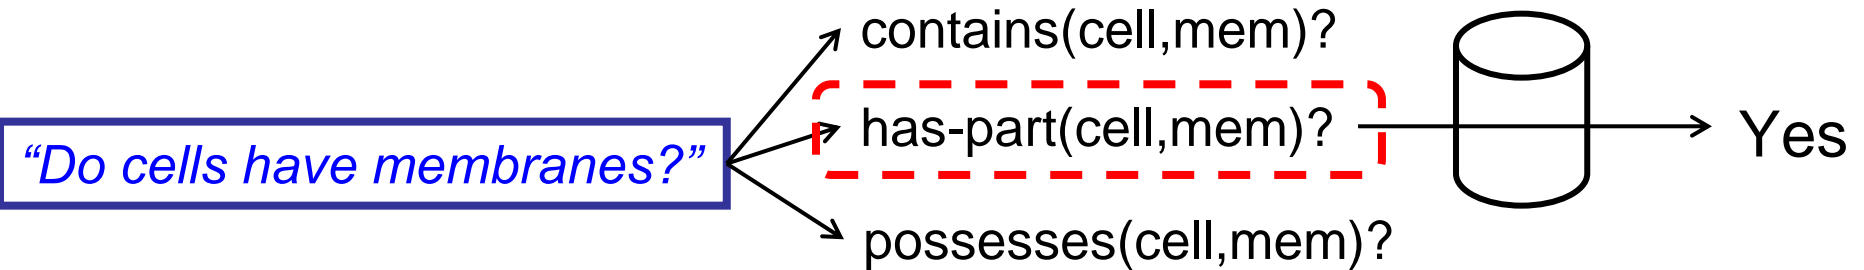 contains(cell,mem)?
“Do cells have membranes?”
has-part(cell,mem)?
Yes
possesses(cell,mem)?